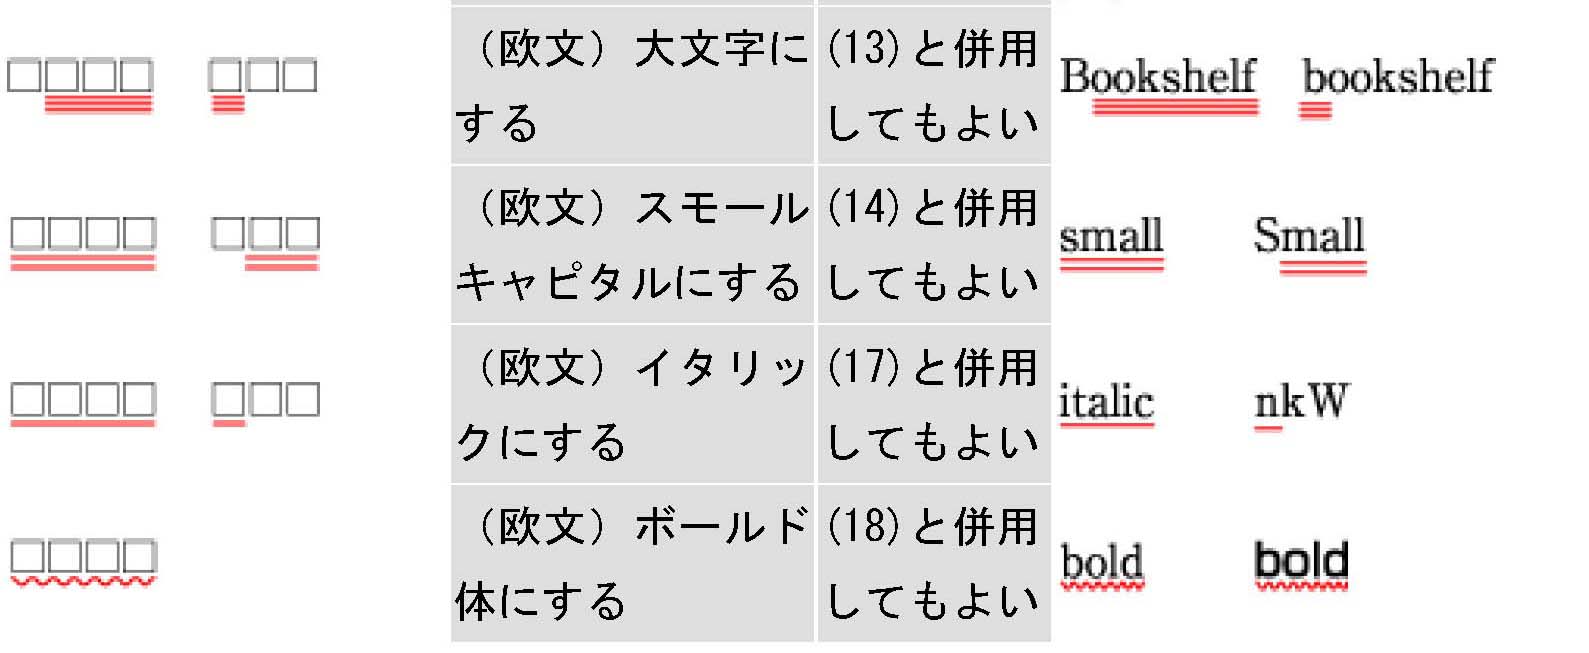 （欧文）大文字に
する
(13)と併用
してもよい
Bookshelf bookshelf
（欧文）スモール
キャピタルにする
(14)と併用
してもよい
small Small
（欧文）イタリッ
クにする
(17)と併用
してもよい
italic nkW
（欧文）ボールド
体にする
(18)と併用
してもよい
bold bold